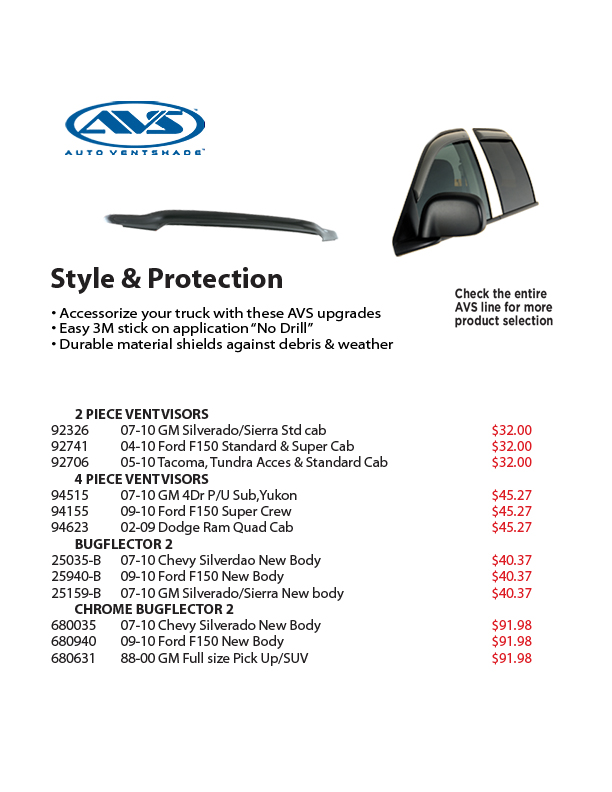 AVS
AUTO VENTSHADE™
Style & Protection
• Accessorize your truck with these AVS upgrades
• Easy 3M stick on application “No Drill”
• Durable material shields against debris & weather
Check the entire
AVS line for more
product selection
2 PIECE VENTVISORS
92326 07-10 GM Silverado/Sierra Std cab $32.00
92741 04-10 Ford F150 Standard & Super Cab $32.00
92706 05-10 Tacoma, Tundra Acces & Standard Cab $32.00
4 PIECE VENTVISORS
94515 07-10 GM 4Dr P/U Sub,Yukon $45.27
94155 09-10 Ford F150 Super Crew $45.27
94623 02-09 Dodge Ram Quad Cab $45.27
BUGFLECTOR 2
25035-B 07-10 Chevy Silverdao New Body $40.37
25940-B 09-10 Ford F150 New Body $40.37
25159-B 07-10 GM Silverado/Sierra New body $40.37
CHROME BUGFLECTOR 2
680035 07-10 Chevy Silverado New Body $91.98
680940 09-10 Ford F150 New Body $91.98
680631 88-00 GM Full size Pick Up/SUV $91.98